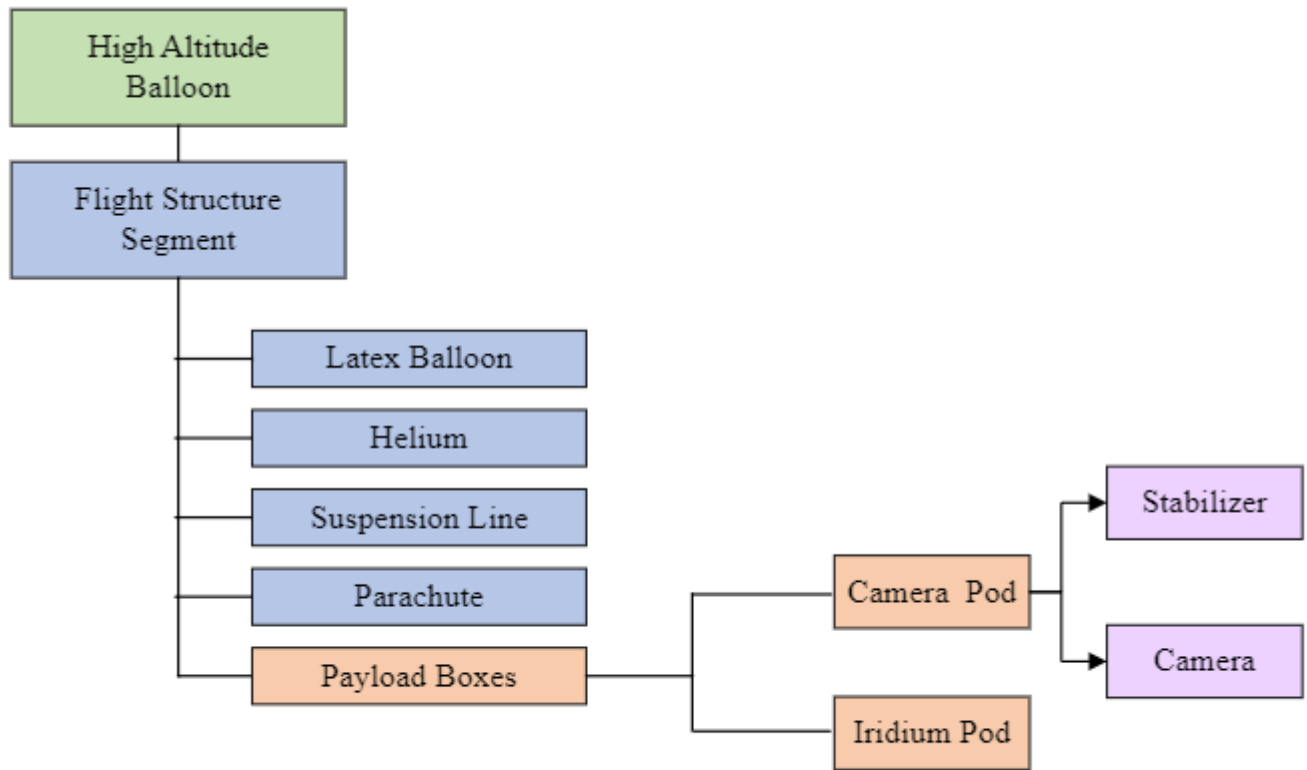 High Altitude
Balloon
Flight Structure
Segment
Latex Balloon
Helium
Suspension Line
Parachute
Payload Boxes
Camera Pod
Iridium Pod
Stabilizer
Camera